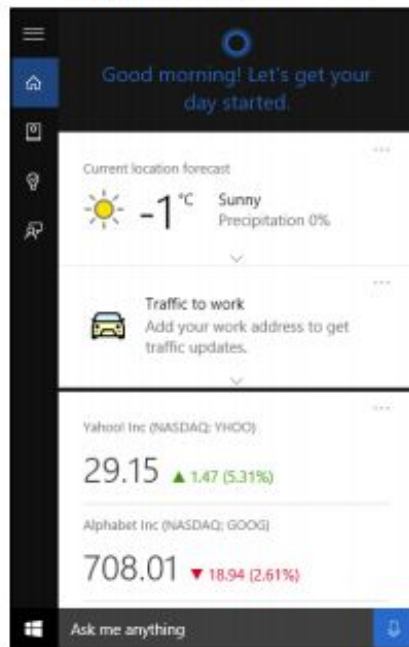 Good morning! Let's get your
day started.
Current location forecast
-1 °C
Sunny
Precipitation 0%
Traffic to work
Add your work address to get
traffic updates.
Yahoo! Inc (NASDAQ: YHOO)
29.15 ▲ 1.47 (5.31%)
Alphabet Inc (NASDAQ: GOOG)
708.01 ▼ 18.94 (2.61%)
Ask me anything